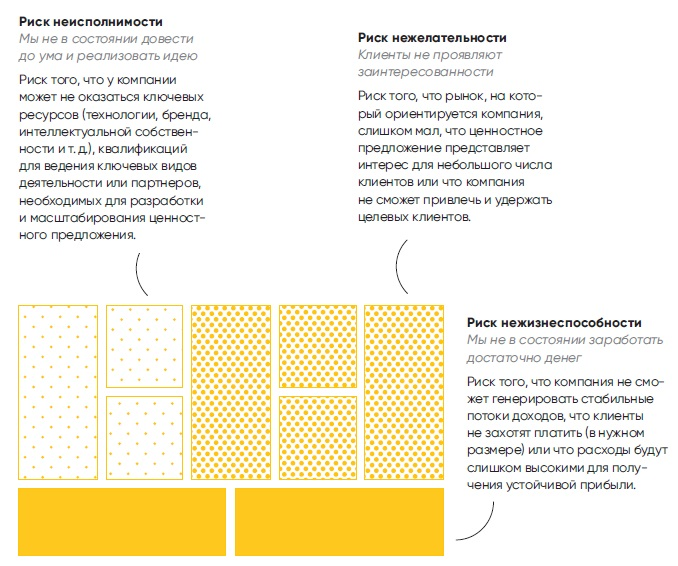 Риск неисполнимости
Мы не в состоянии довести
до ума и реализовать идею
Риск того, что у компании
может не оказаться ключевых
ресурсов (технологии, бренда,
интеллектуальной собствен-
ности и т. д.), квалификаций
для ведения ключевых видов
деятельности или партнеров,
необходимых для разработки
и масштабирования ценност-
ного предложения.
Риск нежелательности
Клиенты не проявляют
заинтересованности
Риск того, что рынок, на кото-
рый ориентируется компания,
слишком мал, что ценностное
предложение представляет
интерес для небольшого числа
клиентов или что компания
не сможет привлечь и удержать
целевых клиентов.
Риск нежизнеспособности
Мы не в состоянии заработать
достаточно денег
Риск того, что компания не смо-
жет генерировать стабильные
потоки доходов, что клиенты
не захотят платить (в нужном
размере) или что расходы будут
слишком высокими для полу-
чения устойчивой прибыли.